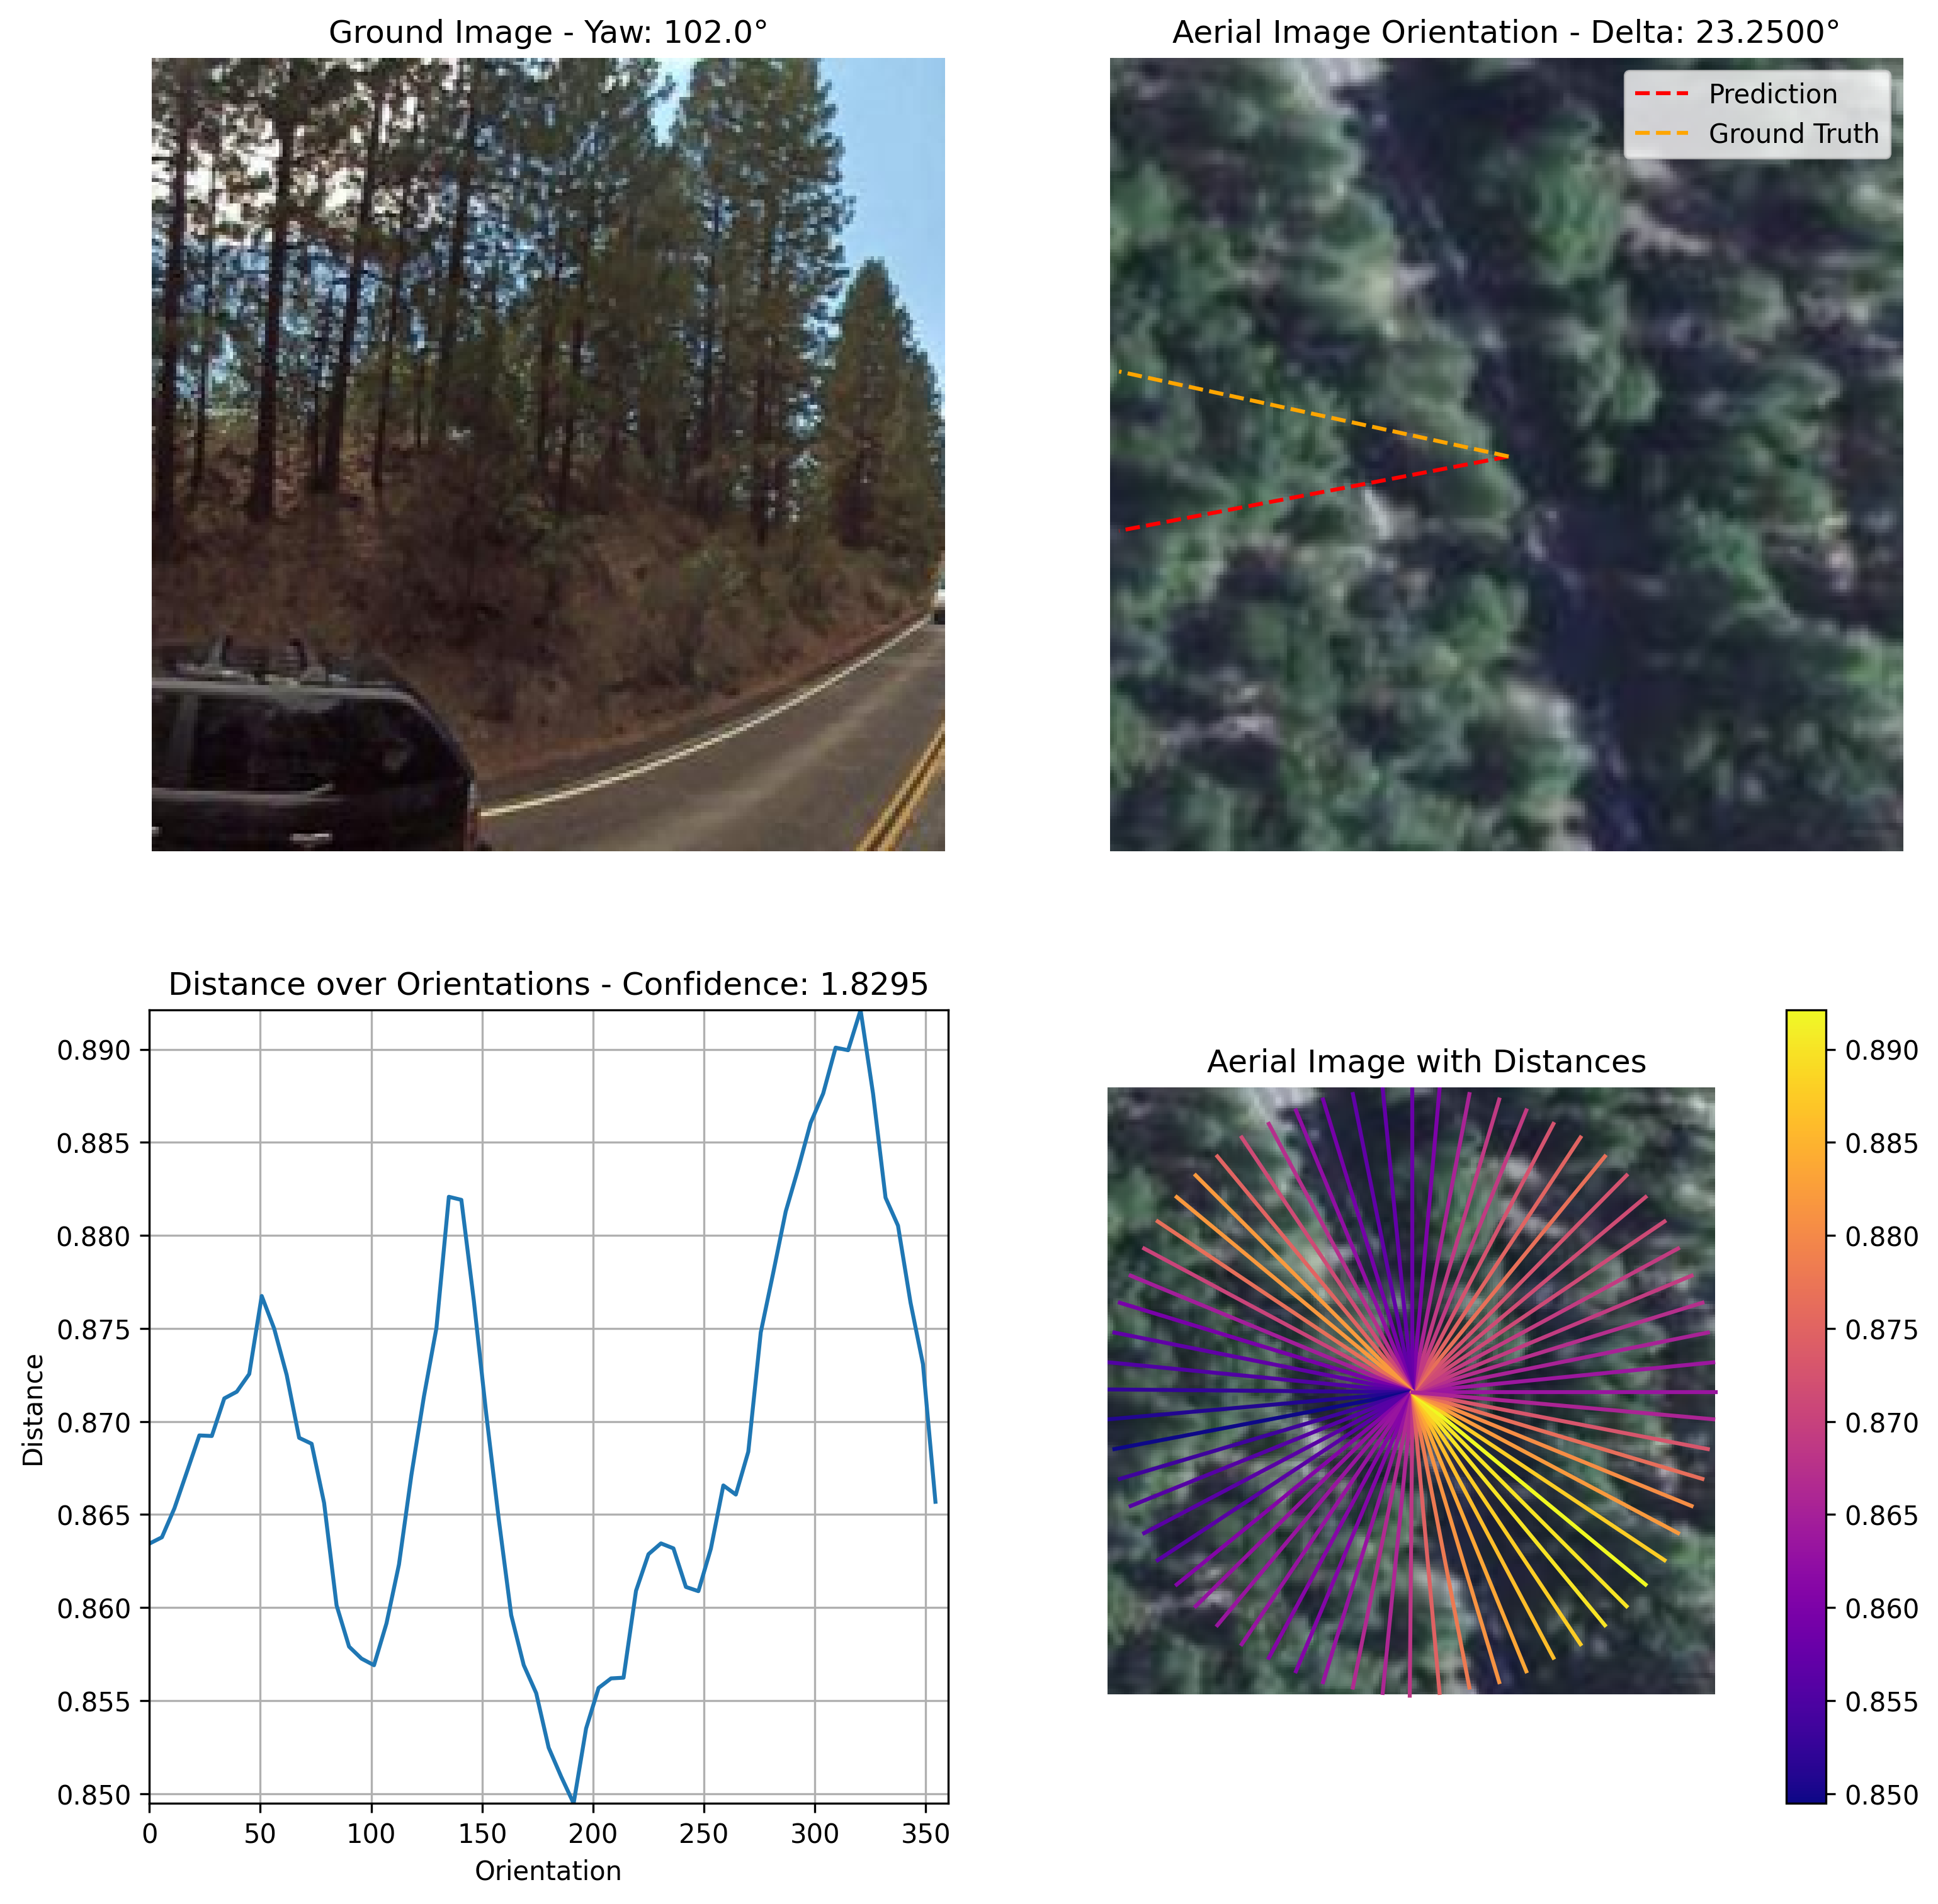 Ground Image - Yaw: 102.0°
Aerial Image Orientation - Delta: 23.2500°
Prediction
Ground Truth
Distance over Orientations - Confidence: 1.8295
0.890
0.885
0.880
0.875
0.870
0.865
0.860
0.855
0.850
Distance
0 50 100 150 200 250 300 350
Orientation
Aerial Image with Distances
0.890
0.885
0.880
0.875
0.870
0.865
0.860
0.855
0.850